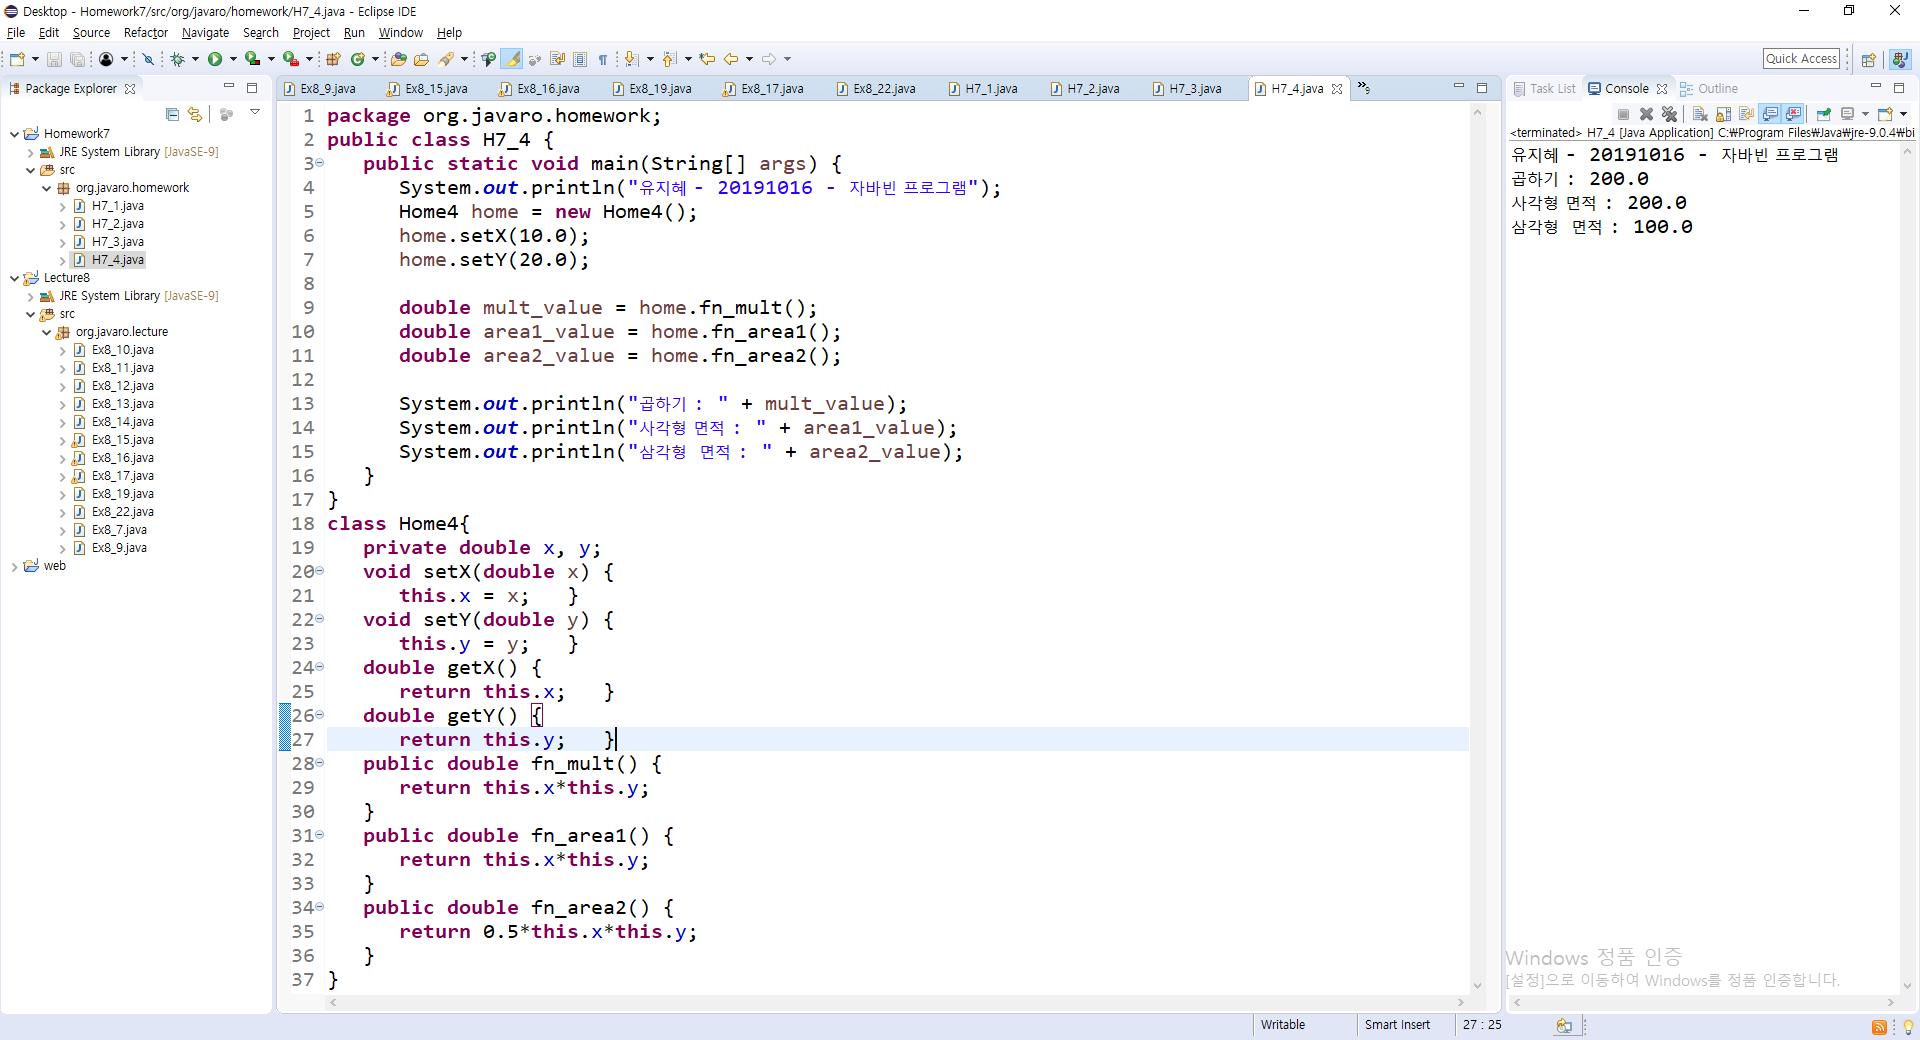 Desktop - Homework7/src/org/javaro/homework/H7_4.java - Eclipse IDE
File Edit Source Refactor Navigate Search Project Run Window Help
Quick Access
Package Explorer
Homework7
JRE System Library [JavaSE-9]
src
org.javaro.homework
H7_1.java
H7_2.java
H7_3.java
H7_4.java
Lecture8
JRE System Library [JavaSE-9]
src
org.javaro.lecture
Ex8_10.java
Ex8_11.java
Ex8_12.java
Ex8_13.java
Ex8_14.java
Ex8_15.java
Ex8_16.java
Ex8_17.java
Ex8_19.java
Ex8_22.java
Ex8_7.java
Ex8_9.java
web
Ex8_9.java Ex8_15.java Ex8_16.java Ex8_19.java Ex8_17.java Ex8_22.java H7_1.java H7_2.java H7_3.java H7_4.java »9
1 package org.javaro.homework;
2 public class H7_4 {
3 public static void main(String[] args) {
4 System.out.println("유지혜 - 20191016 - 자바빈 프로그램");
5 Home4 home = new Home4();
6 home.setX(10.0);
7 home.setY(20.0);
8
9 double mult_value = home.fn_mult();
10 double area1_value = home.fn_area1();
11 double area2_value = home.fn_area2();
12
13 System.out.println("곱하기 : " + mult_value);
14 System.out.println("사각형 면적 : " + area1_value);
15 System.out.println("삼각형 면적 : " + area2_value);
16 }
17 }
18 class Home4{
19 private double x, y;
20 void setX(double x) {
21 this.x = x; }
22 void setY(double y) {
23 this.y = y; }
24 double getX() {
25 return this.x; }
26 double getY() {
27 return this.y; }
28 public double fn_mult() {
29 return this.x*this.y;
30 }
31 public double fn_area1() {
32 return this.x*this.y;
33 }
34 public double fn_area2() {
35 return 0.5*this.x*this.y;
36 }
37 }
Task List Console Outline
<terminated> H7_4 [Java Application] C:₩Program Files₩Java₩jre-9.0.4₩bi
유지혜 - 20191016 - 자바빈 프로그램
곱하기 : 200.0
사각형 면적 : 200.0
삼각형 면적 : 100.0
Windows 정품 인증
[설정]으로 이동하여 Windows를 정품 인증합니다.
Writable Smart Insert 27 : 25